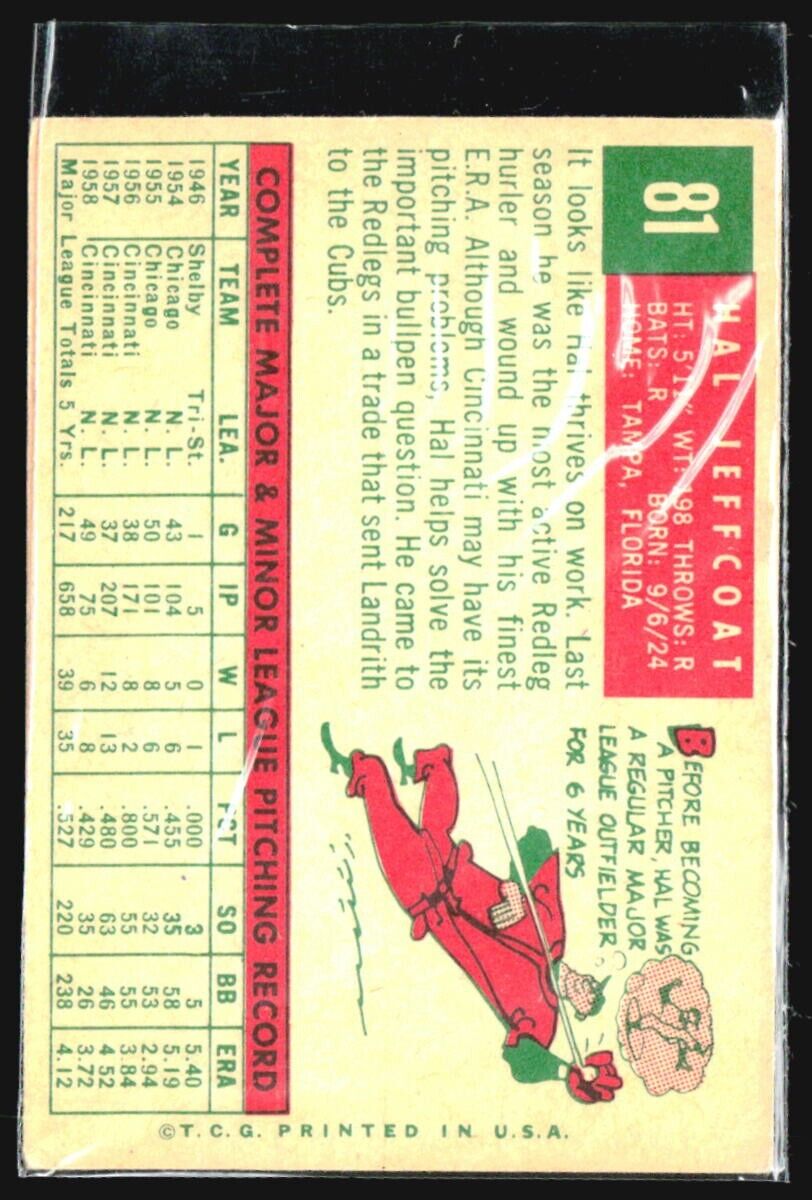 81
HAL JEFFCOAT
HT: 5'11" WT: 198 THROWS: R
BATS: R BORN: 9/6/24
HOME: TAMPA, FLORIDA
It looks like Hal thrives on work. Last
season he was the most active Redleg
hurler and wound up with his finest
E.R.A. Although Cincinnati may have its
pitching problems, Hal helps solve the
important bullpen question. He came to
the Redlegs in a trade that sent Landrith
to the Cubs.
BEFORE BECOMING
A PITCHER, HAL WAS
A REGULAR MAJOR
LEAGUE OUTFIELDER
FOR 6 YEARS
COMPLETE MAJOR & MINOR LEAGUE PITCHING RECORD
YEAR TEAM LEA. G IP W L PCT SO BB ERA
1946 Shelby Tri-St. 1 5 0 1 .000 3 5 5.40
1954 Chicago N. L. 43 104 5 6 .455 35 58 5.19
1955 Chicago N. L. 50 101 8 6 .571 32 53 2.94
1956 Cincinnati N. L. 38 171 8 2 .800 55 55 3.84
1957 Cincinnati N. L. 37 207 12 13 .480 63 46 4.52
1958 Cincinnati N. L. 49 75 6 8 .429 35 26 3.72
Major League Totals 5 Yrs. 217 658 39 35 .527 220 238 4.12
©T.C.G. PRINTED IN U.S.A.